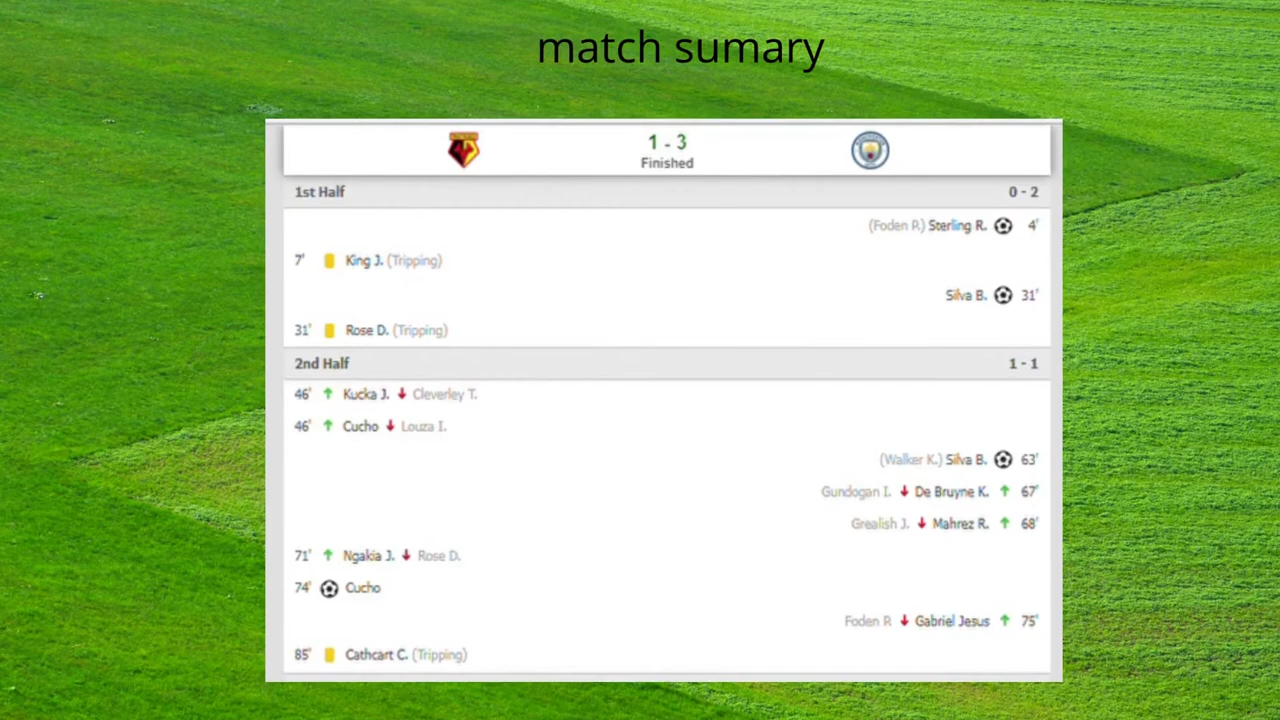 match sumary
1 - 3
Finished
1st Half 0 - 2
(Foden P.) Sterling R. 4'
7' King J. (Tripping)
Silva B. 31'
31' Rose D. (Tripping)
2nd Half 1 - 1
46' Kucka J. Cleverley T.
46' Cucho Louza I.
(Walker K.) Silva B. 63'
Gundogan I. De Bruyne K. 67'
Grealish J. Mahrez R. 68'
71' Ngakia J. Rose D.
74' Cucho
Foden P. Gabriel Jesus 75'
85' Cathcart C. (Tripping)